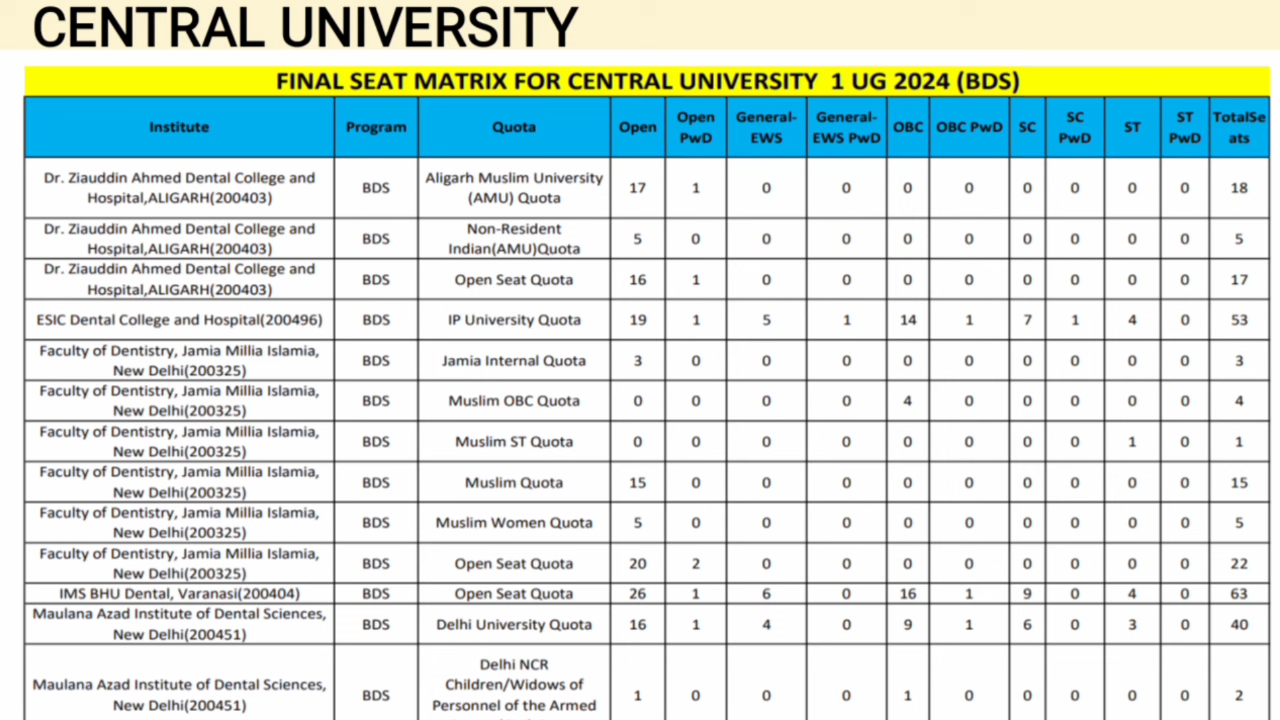 CENTRAL UNIVERSITY
FINAL SEAT MATRIX FOR CENTRAL UNIVERSITY 1 UG 2024 (BDS)
Institute Program Quota Open Open PwD General-EWS General-EWS PwD OBC OBC PwD SC SC PwD ST ST PwD TotalSeats
Dr. Ziauddin Ahmed Dental College and Hospital,ALIGARH(200403) BDS Aligarh Muslim University (AMU) Quota 17 1 0 0 0 0 0 0 0 0 18
Dr. Ziauddin Ahmed Dental College and Hospital,ALIGARH(200403) BDS Non-Resident Indian(AMU)Quota 5 0 0 0 0 0 0 0 0 0 5
Dr. Ziauddin Ahmed Dental College and Hospital,ALIGARH(200403) BDS Open Seat Quota 16 1 0 0 0 0 0 0 0 0 17
ESIC Dental College and Hospital(200496) BDS IP University Quota 19 1 5 1 14 1 7 1 4 0 53
Faculty of Dentistry, Jamia Millia Islamia, New Delhi(200325) BDS Jamia Internal Quota 3 0 0 0 0 0 0 0 0 0 3
Faculty of Dentistry, Jamia Millia Islamia, New Delhi(200325) BDS Muslim OBC Quota 0 0 0 0 4 0 0 0 0 0 4
Faculty of Dentistry, Jamia Millia Islamia, New Delhi(200325) BDS Muslim ST Quota 0 0 0 0 0 0 0 0 1 0 1
Faculty of Dentistry, Jamia Millia Islamia, New Delhi(200325) BDS Muslim Quota 15 0 0 0 0 0 0 0 0 0 15
Faculty of Dentistry, Jamia Millia Islamia, New Delhi(200325) BDS Muslim Women Quota 5 0 0 0 0 0 0 0 0 0 5
Faculty of Dentistry, Jamia Millia Islamia, New Delhi(200325) BDS Open Seat Quota 20 2 0 0 0 0 0 0 0 0 22
IMS BHU Dental, Varanasi(200404) BDS Open Seat Quota 26 1 6 0 16 1 9 0 4 0 63
Maulana Azad Institute of Dental Sciences, New Delhi(200451) BDS Delhi University Quota 16 1 4 0 9 1 6 0 3 0 40
Maulana Azad Institute of Dental Sciences, New Delhi(200451) BDS Delhi NCR Children/Widows of Personnel of the Armed 1 0 0 0 1 0 0 0 0 0 2